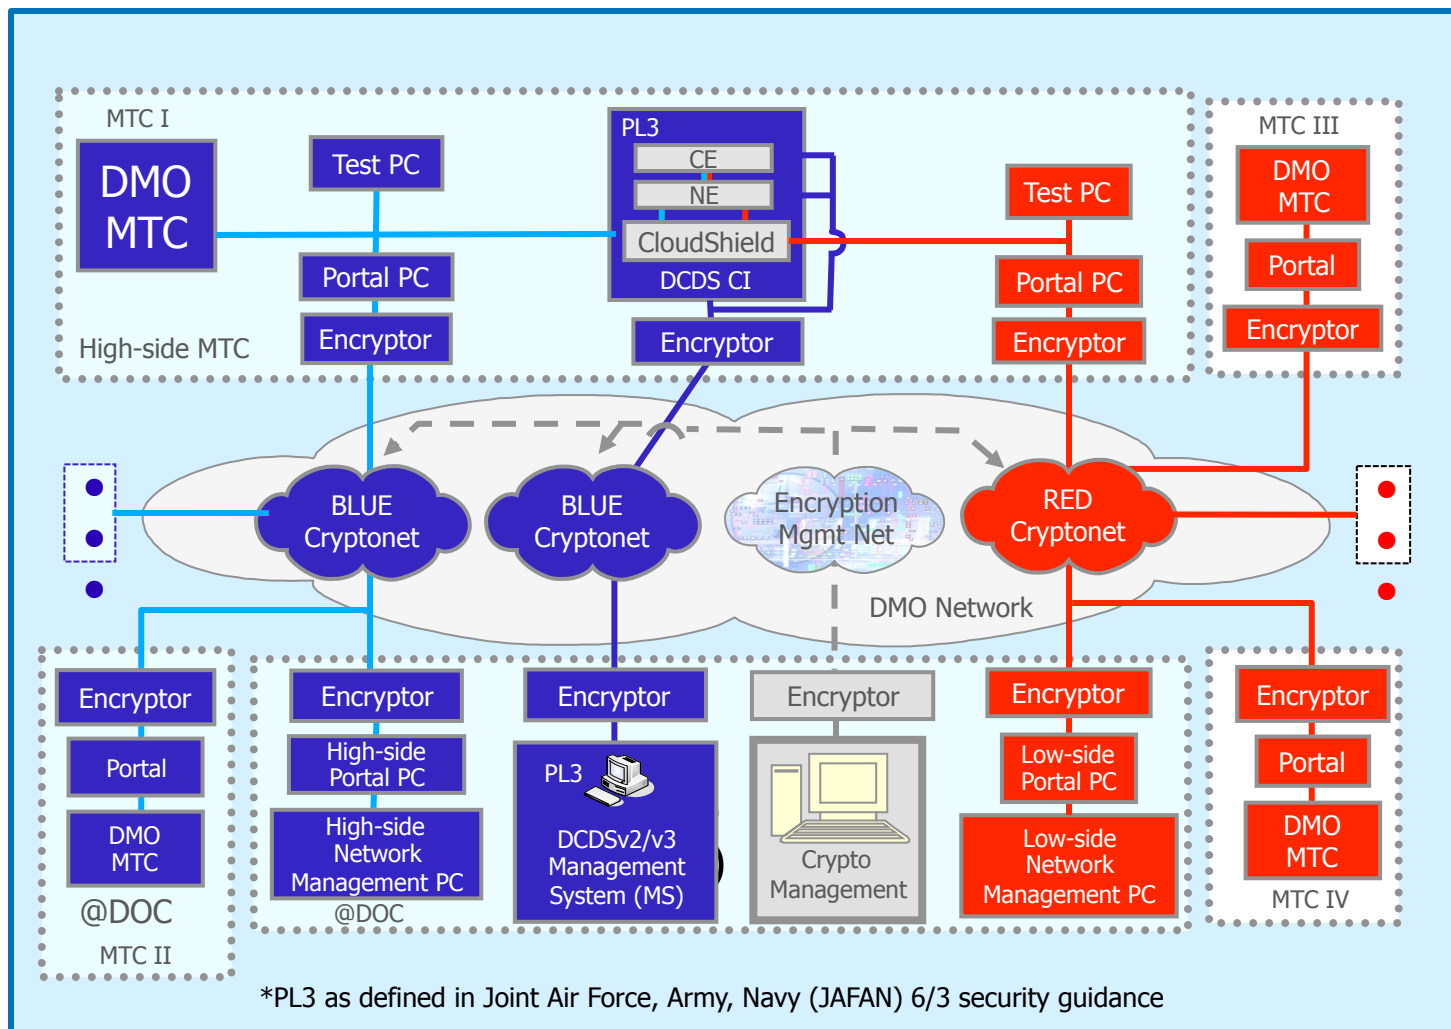 MTC I
DMO
MTC
Test PC
Portal PC
Encryptor
High-side MTC
PL3
CE
NE
CloudShield
DCDS CI
Encryptor
Test PC
Portal PC
Encryptor
MTC III
DMO
MTC
Portal
Encryptor
BLUE
Cryptonet
BLUE
Cryptonet
Encryption
Mgmt Net
RED
Cryptonet
DMO Network
Encryptor
Portal
DMO
MTC
@DOC
MTC II
Encryptor
High-side
Portal PC
High-side
Network
Management PC
@DOC
Encryptor
PL3
DCDSv2/v3
Management
System (MS)
Encryptor
Crypto
Management
Encryptor
Low-side
Portal PC
Low-side
Network
Management PC
Encryptor
Portal
DMO
MTC
MTC IV
*PL3 as defined in Joint Air Force, Army, Navy (JAFAN) 6/3 security guidance